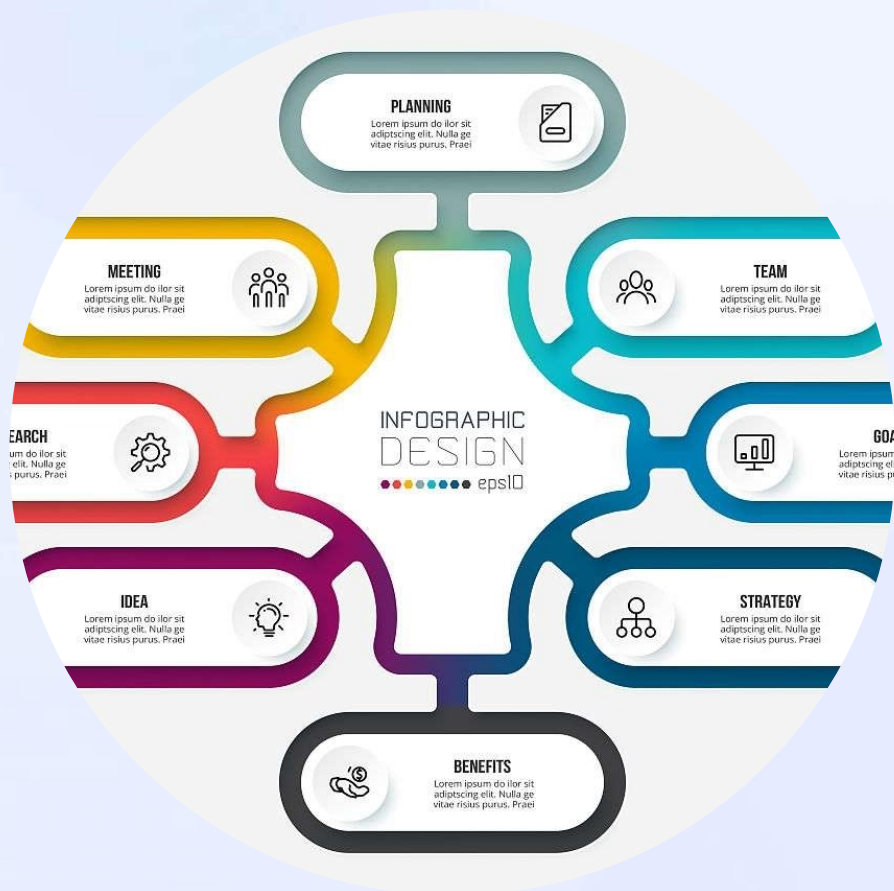 PLANNING
Lorem ipsum do ilor sit
adiptscing elit. Nulla ge
vitae risius purus. Praei
MEETING
Lorem ipsum do ilor sit
adiptscing elit. Nulla ge
vitae risius purus. Praei
TEAM
Lorem ipsum do ilor sit
adiptscing elit. Nulla ge
vitae risius purus. Praei
EARCH
um do ilor sit
elit. Nulla ge
purus. Praei
INFOGRAPHIC
DESIGN
eps10
GOA
Lorem ipsum
adiptscing el
vitae risius
IDEA
Lorem ipsum do ilor sit
adiptscing elit. Nulla ge
vitae risius purus. Praei
STRATEGY
Lorem ipsum do ilor sit
adiptscing elit. Nulla ge
vitae risius purus. Praei
BENEFITS
Lorem ipsum do ilor sit
adiptscing elit. Nulla ge
vitae risius purus. Praei